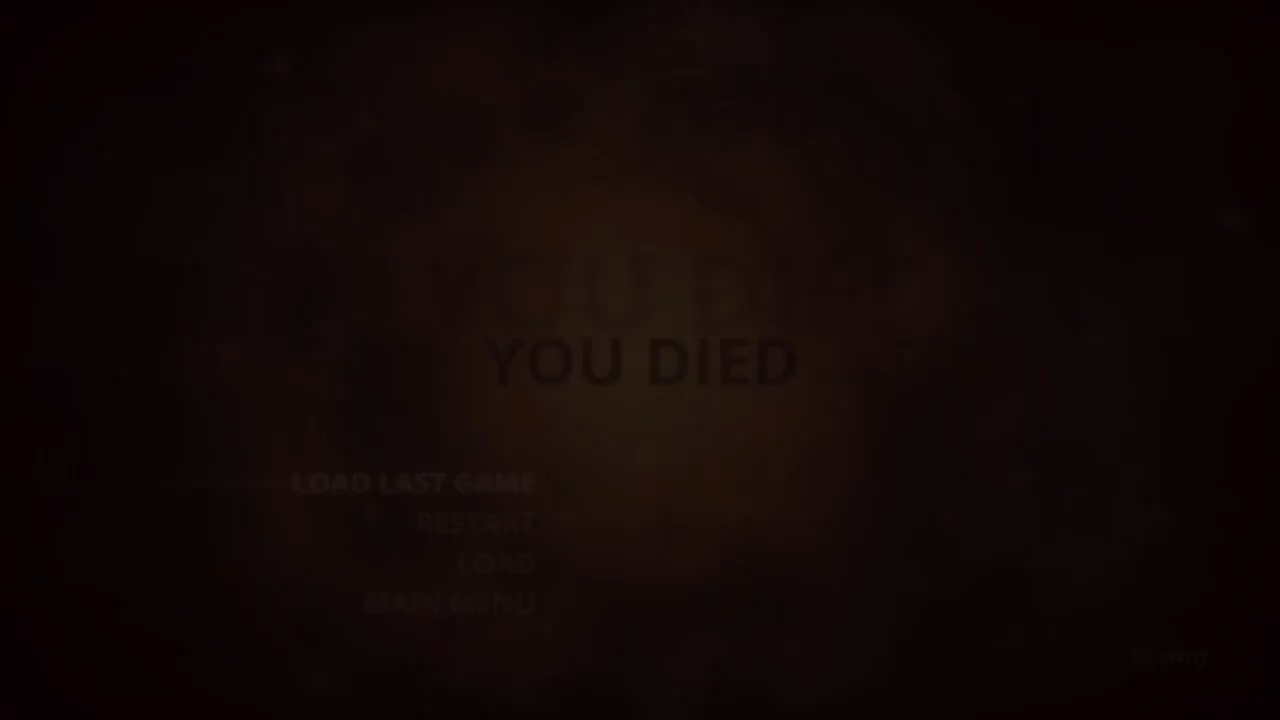 YOU DIED
LOAD LAST GAME
RESTART
LOAD
MAIN MENU